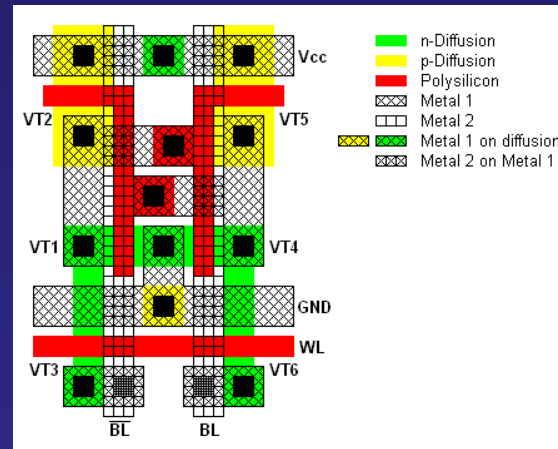 Vcc
VT2
VT5
VT1
VT4
GND
WL
VT3
VT6
BL
BL
n-Diffusion
p-Diffusion
Polysilicon
Metal 1
Metal 2
Metal 1 on diffusion
Metal 2 on Metal 1